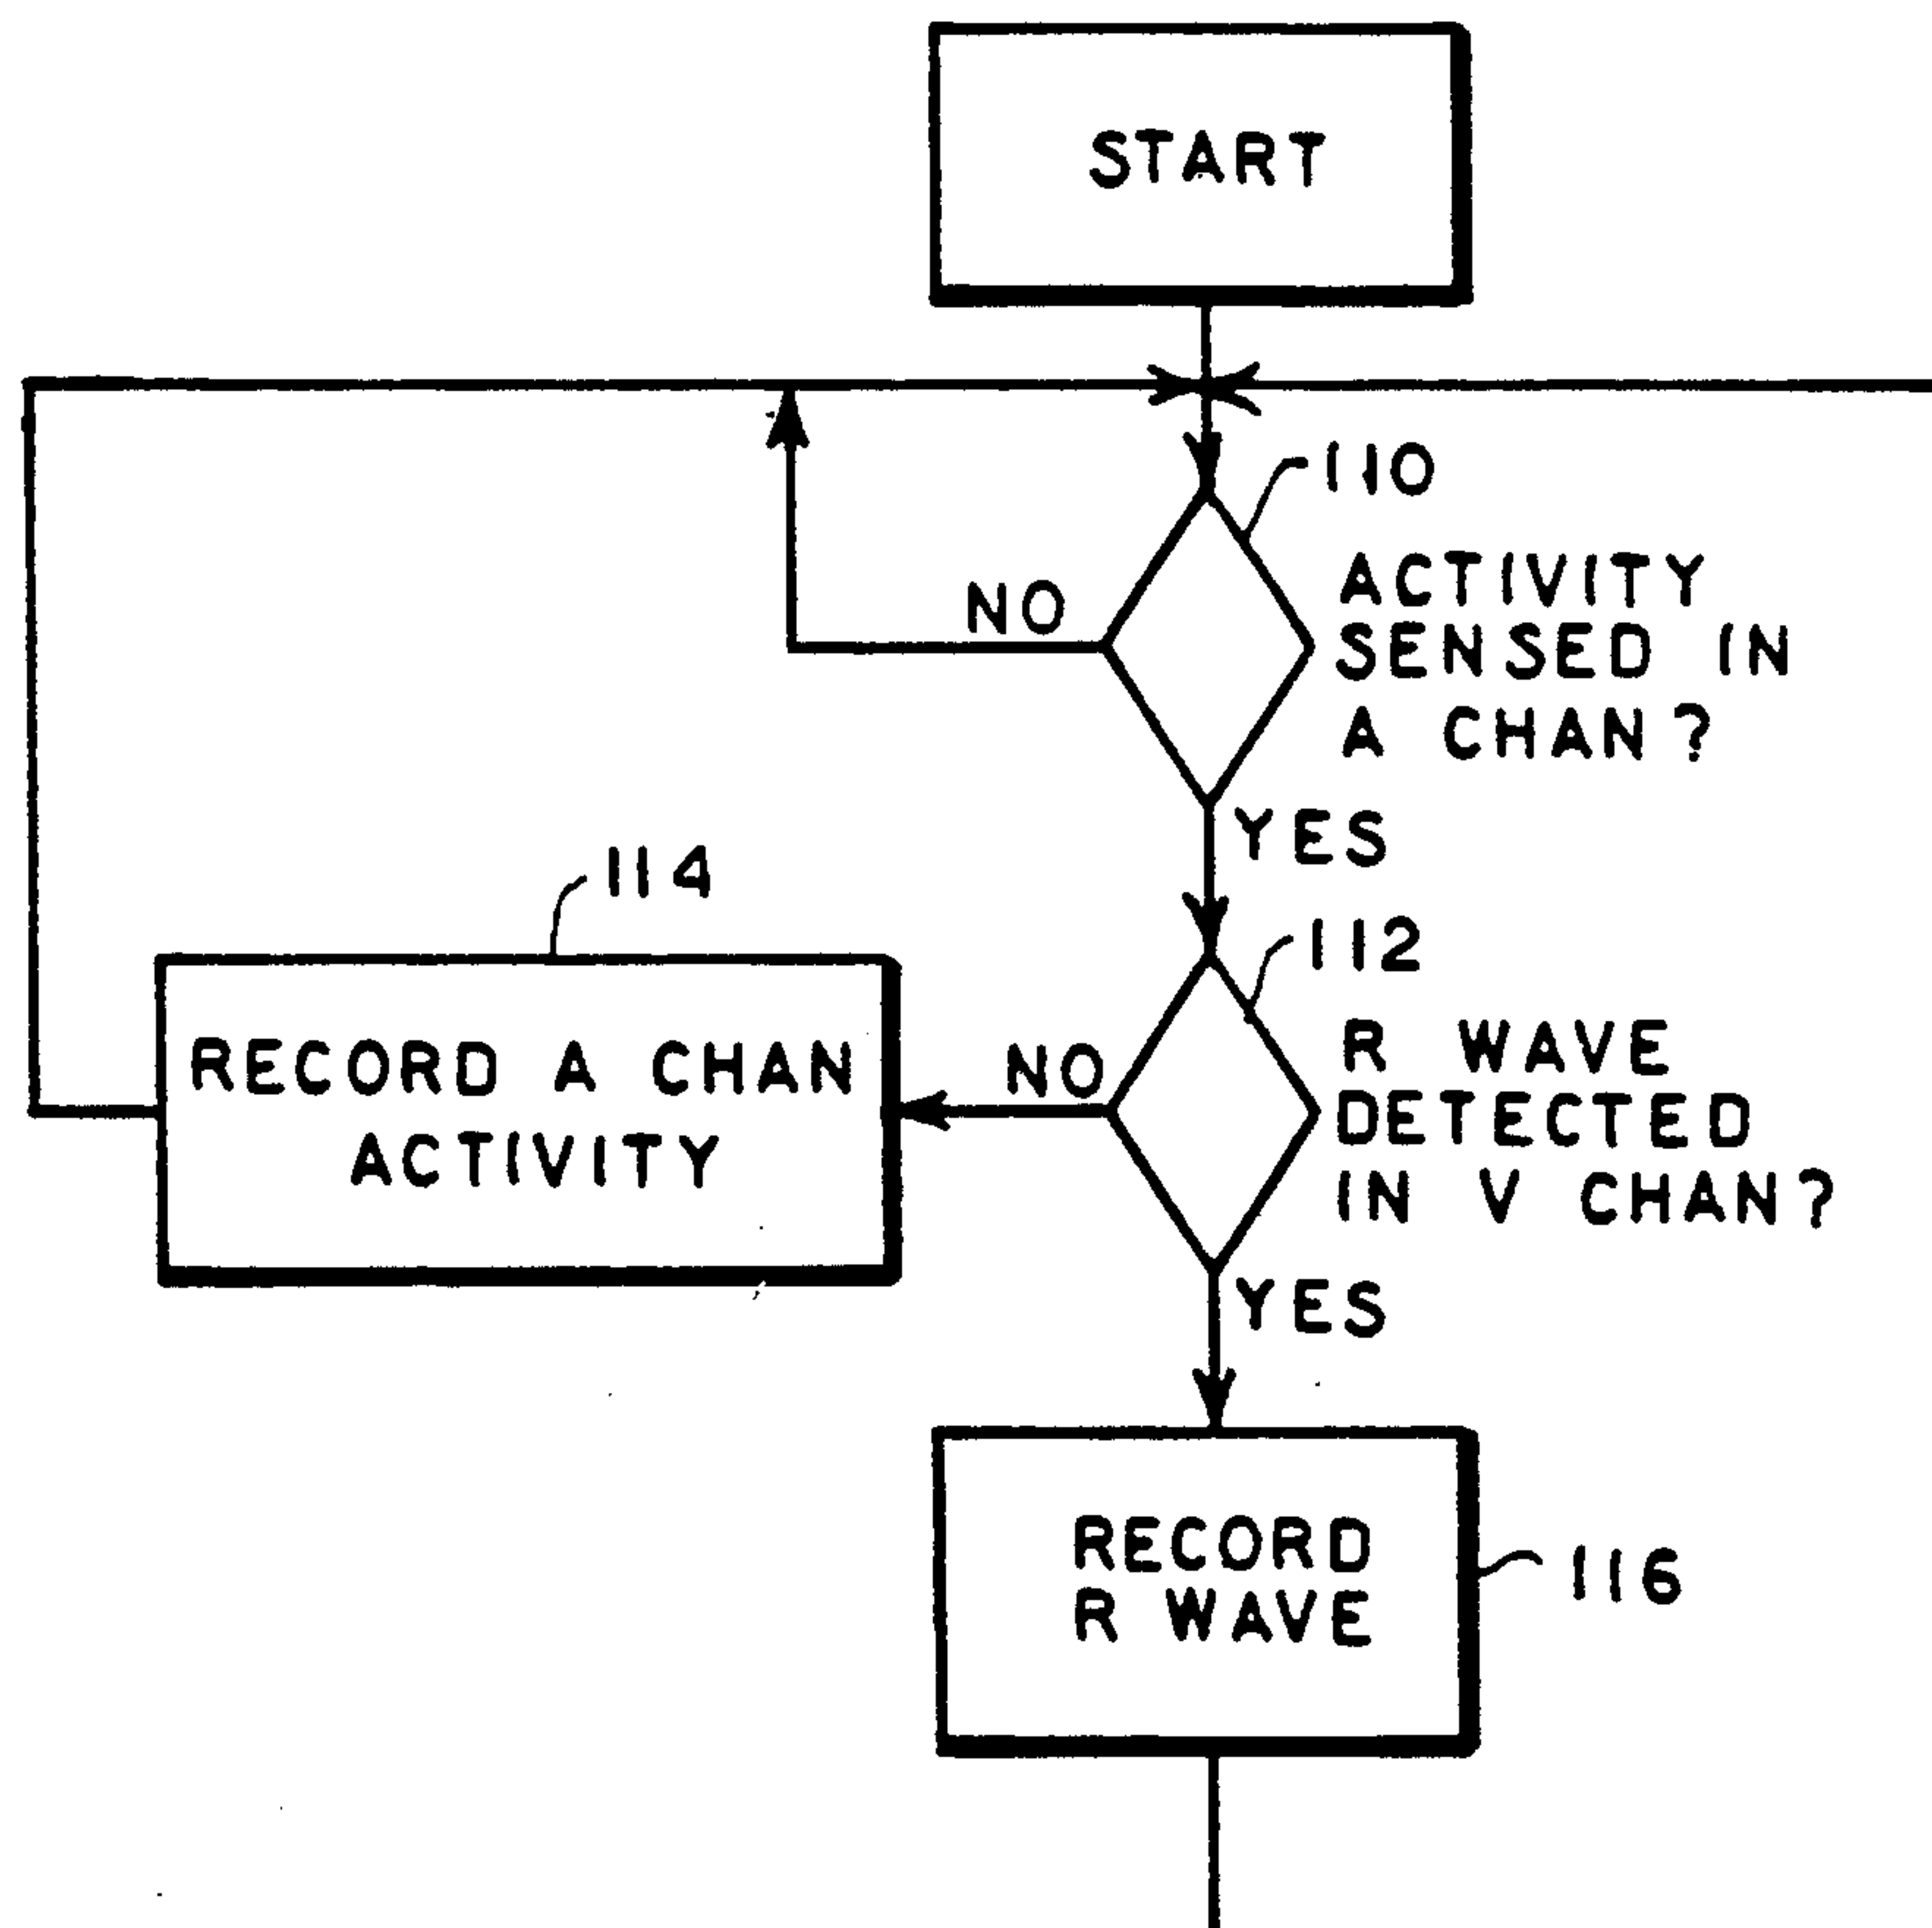 START
110
ACTIVITY
SENSED IN
A CHAN?
NO
YES
114
112
RECORD A CHAN
ACTIVITY
NO
R WAVE
DETECTED
IN V CHAN?
YES
RECORD
R WAVE
116